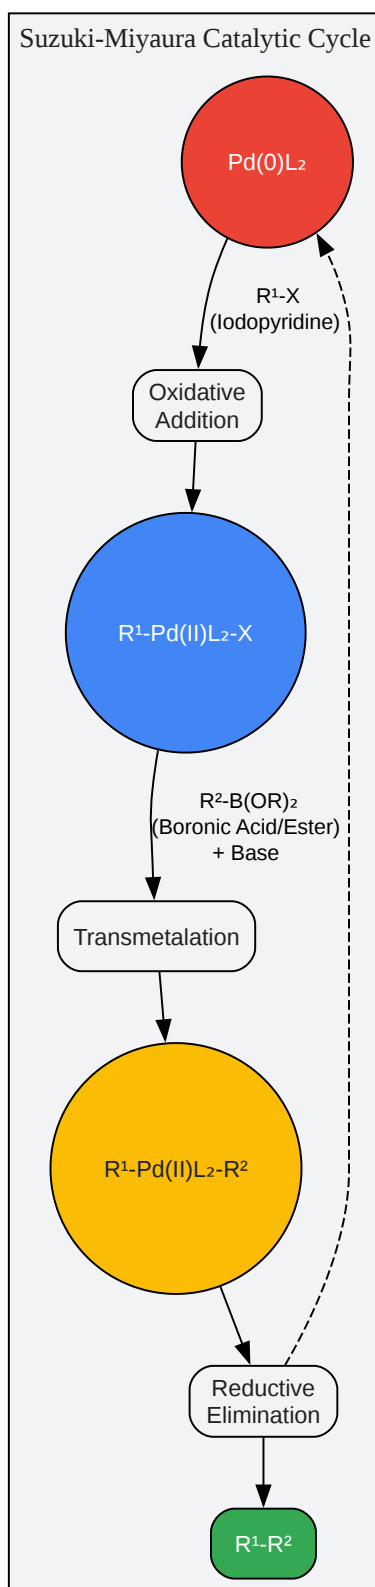 Suzuki-Miyaura Catalytic Cycle
Pd(0)L₂
R¹-X
(Iodopyridine)
Oxidative
Addition
R¹-Pd(II)L₂-X
R²-B(OR)₂
(Boronic Acid/Ester)
+ Base
Transmetalation
R¹-Pd(II)L₂-R²
Reductive
Elimination
R¹-R²